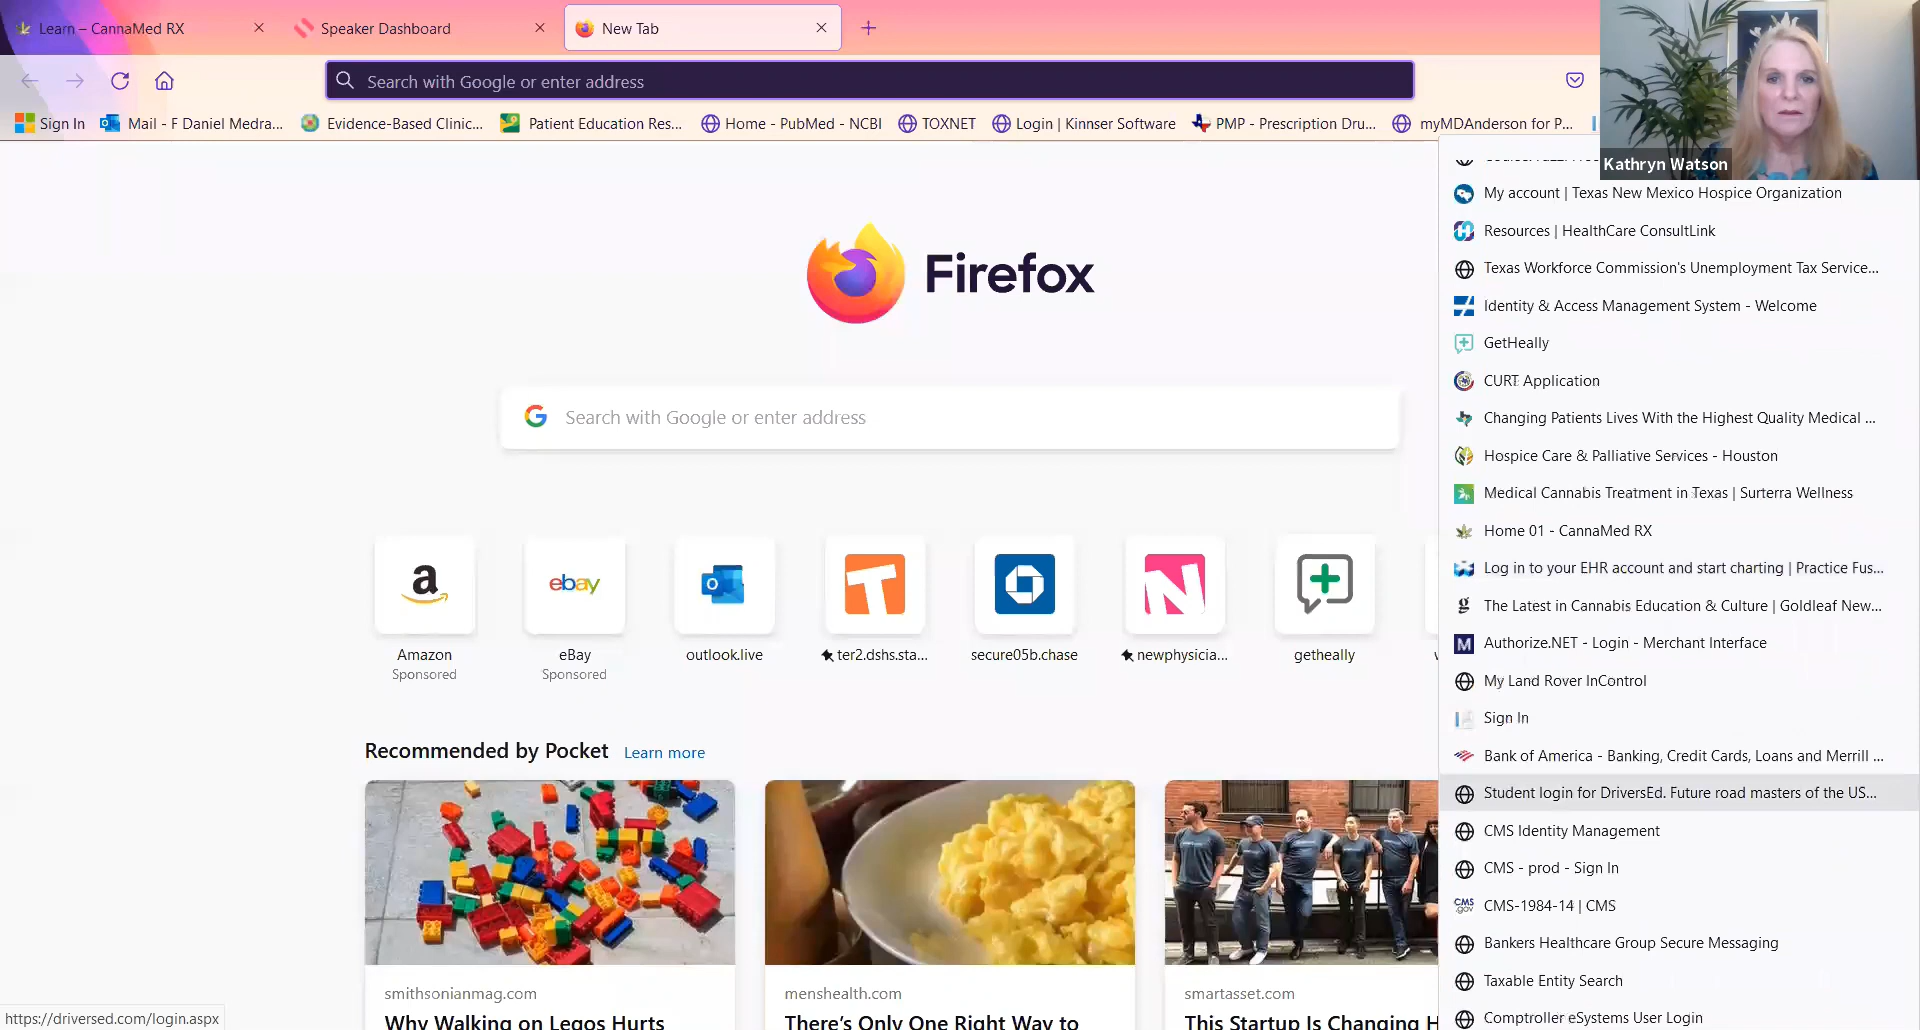 Learn – CannaMed RX
Speaker Dashboard
New Tab
Search with Google or enter address
Sign In
Mail - F Daniel Medra...
Evidence-Based Clinic...
Patient Education Res...
Home - PubMed - NCBI
TOXNET
Login | Kinnser Software
PMP - Prescription Dru...
myMDAnderson for P...
Kathryn Watson
Firefox
Search with Google or enter address
a
Amazon
Sponsored
ebay
eBay
Sponsored
outlook.live
T
ter2.dshs.sta...
secure05b.chase
N
newphysicia...
getheally
Recommended by Pocket
Learn more
smithsonianmag.com
Why Walking on Legos Hurts
menshealth.com
There's Only One Right Way to
smartasset.com
This Startup Is Changing H
My account | Texas New Mexico Hospice Organization
Resources | HealthCare ConsultLink
Texas Workforce Commission's Unemployment Tax Service...
Identity & Access Management System - Welcome
GetHeally
CURT Application
Changing Patients Lives With the Highest Quality Medical ...
Hospice Care & Palliative Services - Houston
Medical Cannabis Treatment in Texas | Surterra Wellness
Home 01 - CannaMed RX
Log in to your EHR account and start charting | Practice Fus...
The Latest in Cannabis Education & Culture | Goldleaf New...
Authorize.NET - Login - Merchant Interface
My Land Rover InControl
Sign In
Bank of America - Banking, Credit Cards, Loans and Merrill ...
Student login for DriversEd. Future road masters of the US...
CMS Identity Management
CMS - prod - Sign In
CMS-1984-14 | CMS
Bankers Healthcare Group Secure Messaging
Taxable Entity Search
Comptroller eSystems User Login
https://driversed.com/login.aspx